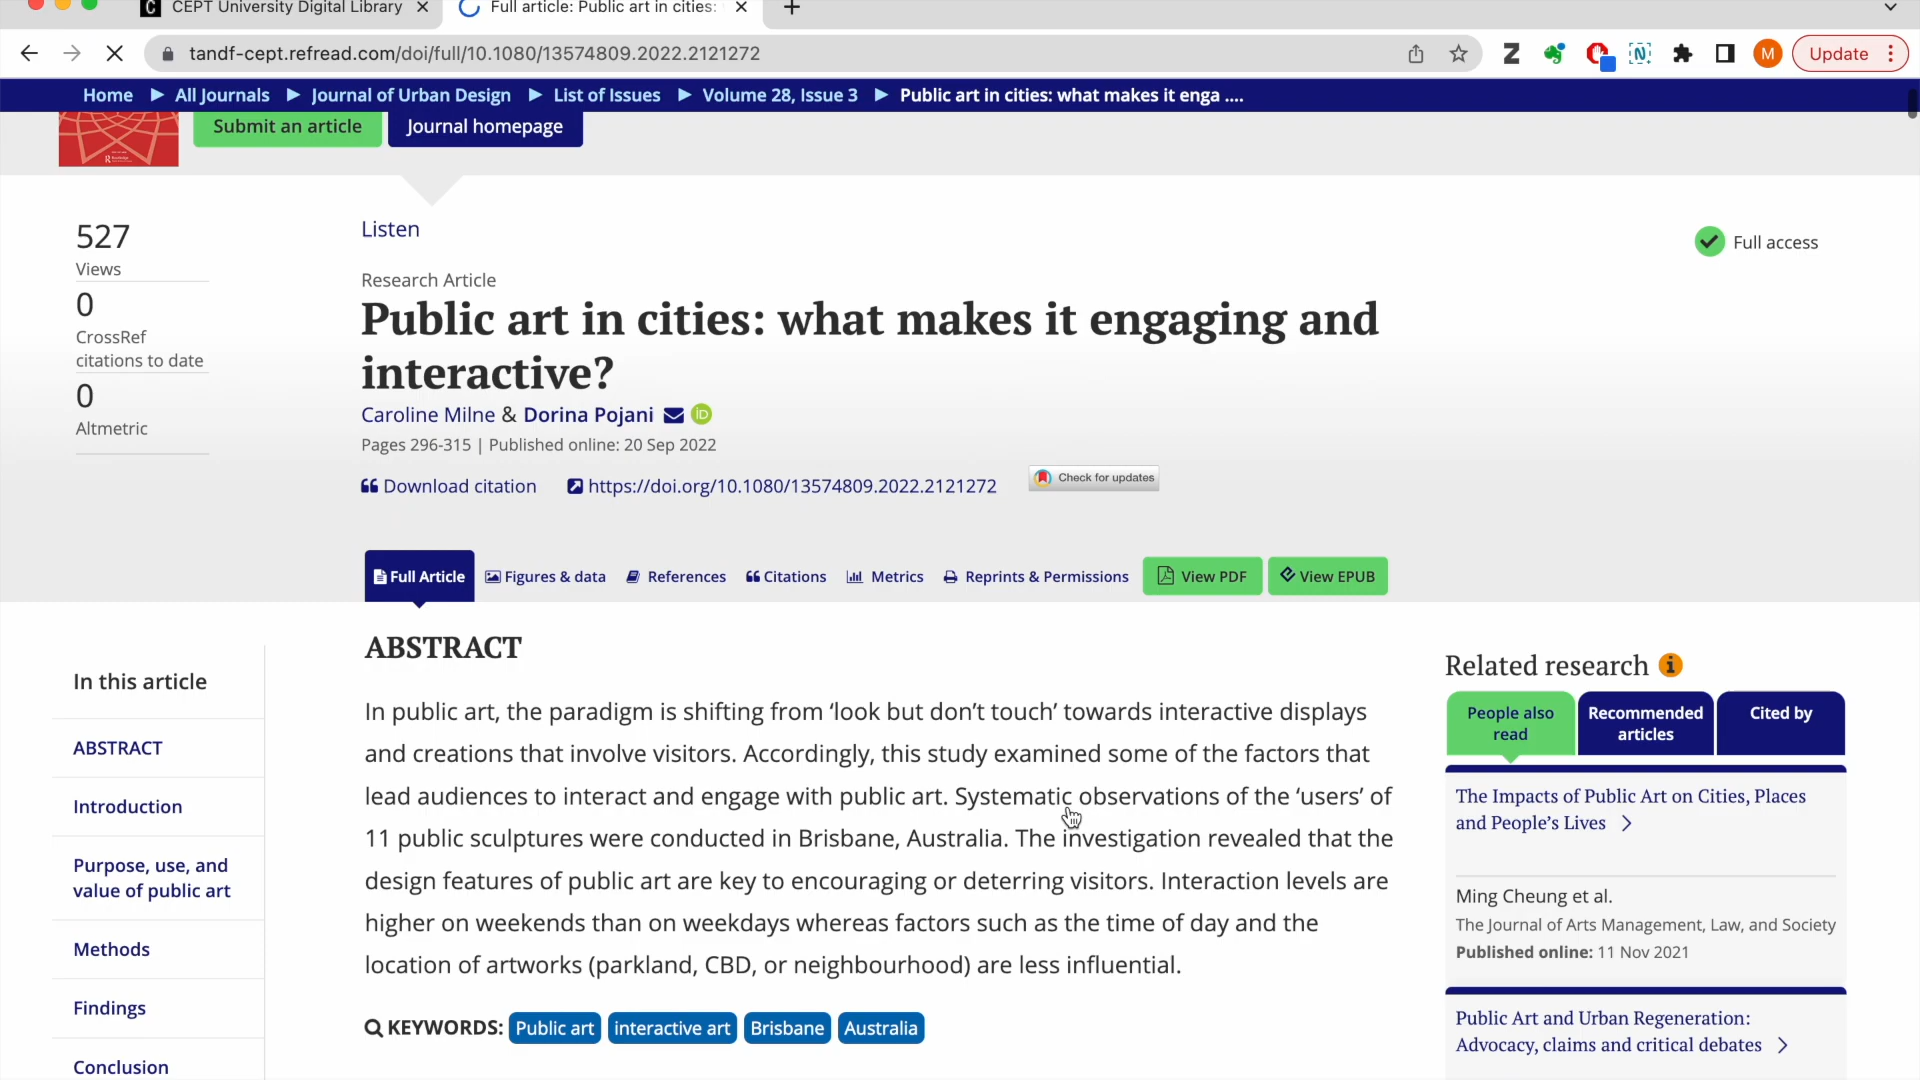 CEPT University Digital Library
Full article: Public art in cities:
tandf-cept.refread.com/doi/full/10.1080/13574809.2022.2121272
M
Update
Home All Journals Journal of Urban Design List of Issues Volume 28, Issue 3 Public art in cities: what makes it enga ....
Submit an article
Journal homepage
527
Views
0
CrossRef
citations to date
0
Altmetric
Listen
Full access
Research Article
Public art in cities: what makes it engaging and
interactive?
Caroline Milne & Dorina Pojani iD
Pages 296-315 | Published online: 20 Sep 2022
Download citation https://doi.org/10.1080/13574809.2022.2121272 Check for updates
Full Article Figures & data References Citations Metrics Reprints & Permissions View PDF View EPUB
In this article
ABSTRACT
Introduction
Purpose, use, and
value of public art
Methods
Findings
Conclusion
ABSTRACT
In public art, the paradigm is shifting from ‘look but don’t touch’ towards interactive displays
and creations that involve visitors. Accordingly, this study examined some of the factors that
lead audiences to interact and engage with public art. Systematic observations of the ‘users’ of
11 public sculptures were conducted in Brisbane, Australia. The investigation revealed that the
design features of public art are key to encouraging or deterring visitors. Interaction levels are
higher on weekends than on weekdays whereas factors such as the time of day and the
location of artworks (parkland, CBD, or neighbourhood) are less influential.
KEYWORDS: Public art interactive art Brisbane Australia
Related research
People also
read
Recommended
articles
Cited by
The Impacts of Public Art on Cities, Places
and People’s Lives
Ming Cheung et al.
The Journal of Arts Management, Law, and Society
Published online: 11 Nov 2021
Public Art and Urban Regeneration:
Advocacy, claims and critical debates